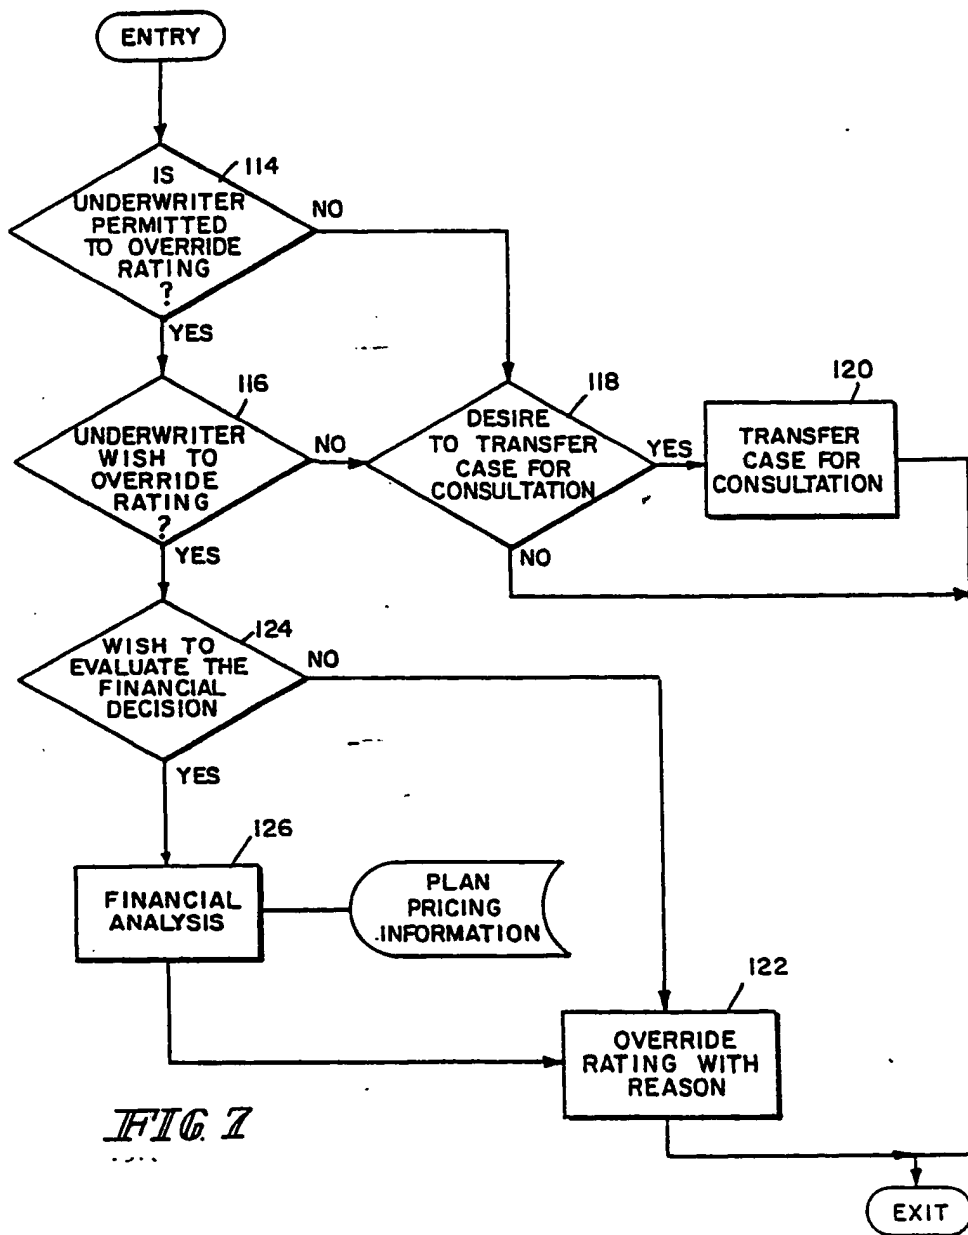 ENTRY
114
IS
UNDERWRITER
PERMITTED
TO OVERRIDE
RATING
?
NO
YES
116
UNDERWRITER
WISH TO
OVERRIDE
RATING
?
NO
YES
118
DESIRE
TO TRANSFER
CASE FOR
CONSULTATION
YES
NO
120
TRANSFER
CASE FOR
CONSULTATION
124
WISH TO
EVALUATE THE
FINANCIAL
DECISION
NO
YES
126
FINANCIAL
ANALYSIS
PLAN
PRICING
INFORMATION
122
OVERRIDE
RATING WITH
REASON
FIG. 7
EXIT